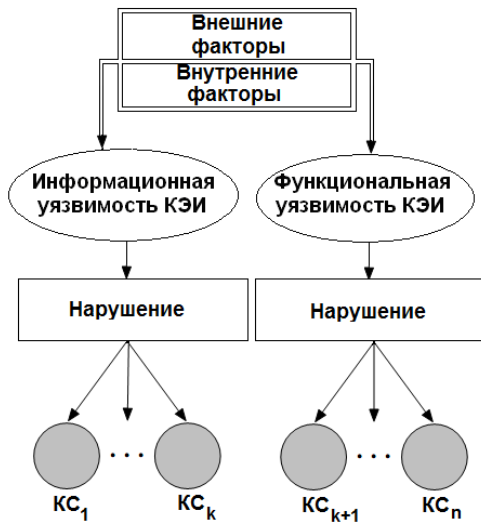 Внешние
факторы
Внутренние
факторы
Информационная
уязвимость КЭИ
Функциональная
уязвимость КЭИ
Нарушение
Нарушение
. . .
. . .
КС1
КСk
КСk+1
КСn